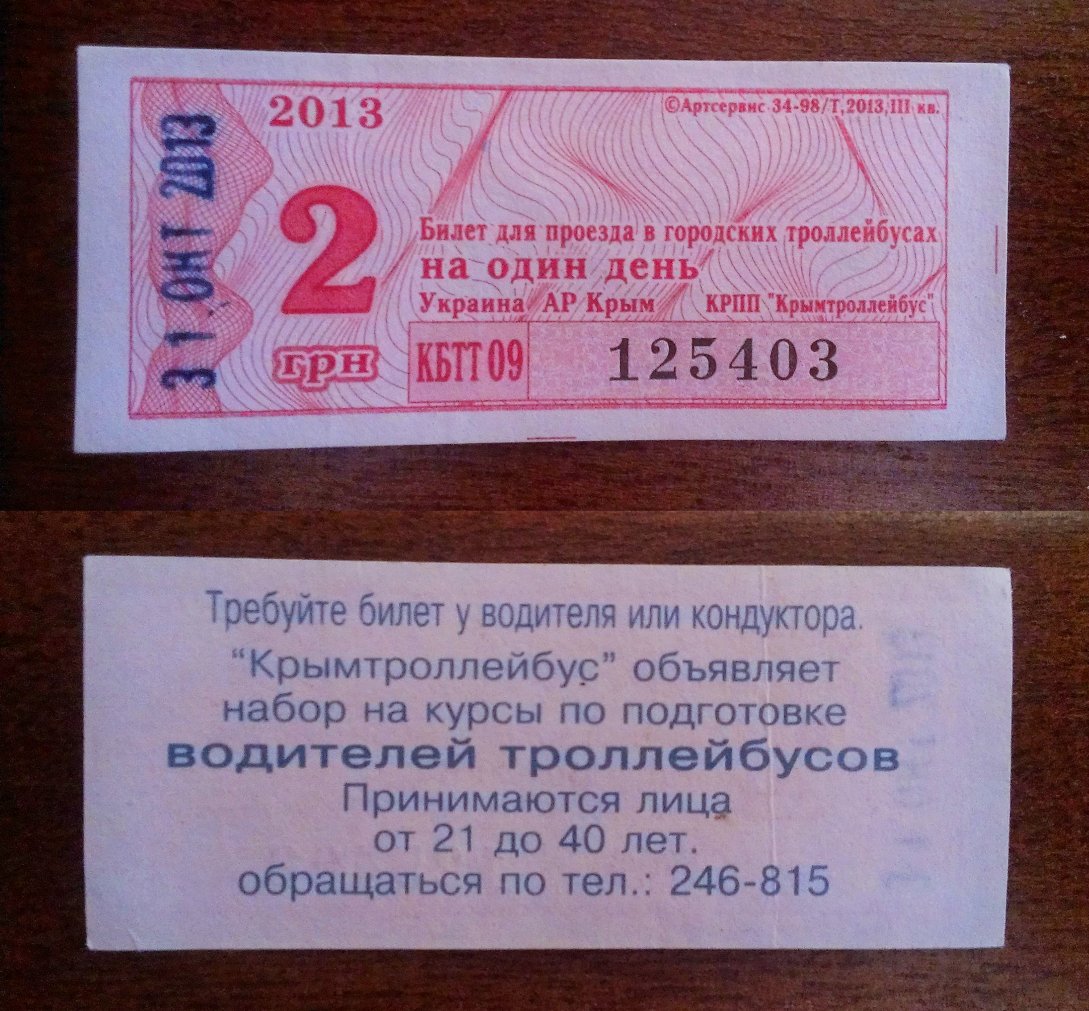 2013
©Артсервис 34-98/Т,2013,III кв.
31.ОКТ 2013
2
грн
Билет для проезда в городских троллейбусах
на один день
Украина АР Крым КРПП "Крымтроллейбус"
КБТТ09 125403
Требуйте билет у водителя или кондуктора.
"Крымтроллейбус" объявляет
набор на курсы по подготовке
водителей троллейбусов
Принимаются лица
от 21 до 40 лет.
обращаться по тел.: 246-815